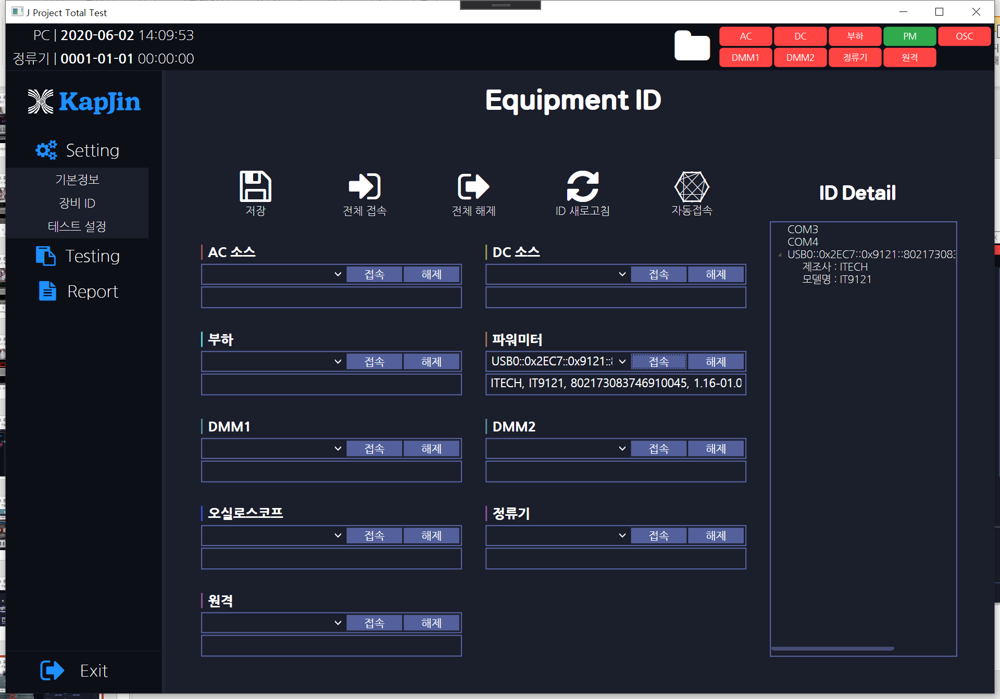 J Project Total Test
PC | 2020-06-02 14:09:53
정류기 | 0001-01-01 00:00:00
AC DC 부하 PM OSC
DMM1 DMM2 정류기 원격
KapJin
Setting
기본정보
장비 ID
테스트 설정
Testing
Report
Exit
Equipment ID
저장 전체 접속 전체 해제 ID 새로고침 자동접속
AC 소스
접속 해제
DC 소스
접속 해제
부하
접속 해제
파워미터
USB0::0x2EC7::0x9121:: 접속 해제
ITECH, IT9121, 802173083746910045, 1.16-01.0
DMM1
접속 해제
DMM2
접속 해제
오실로스코프
접속 해제
정류기
접속 해제
원격
접속 해제
ID Detail
COM3
COM4
USB0::0x2EC7::0x9121::80217308
제조사 : ITECH
모델명 : IT9121